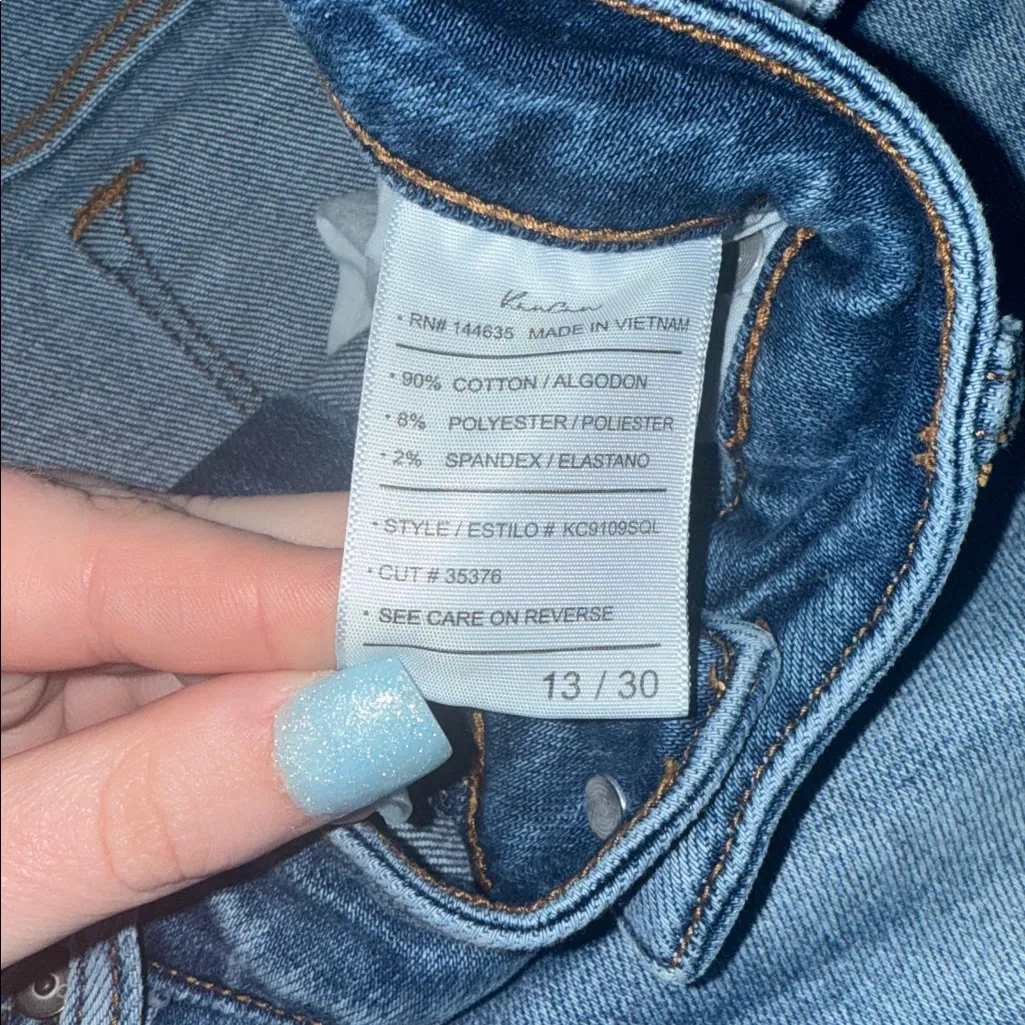 KanCan
• RN# 144635 MADE IN VIETNAM
• 90% COTTON / ALGODON
• 8% POLYESTER / POLIESTER
• 2% SPANDEX / ELASTANO
• STYLE / ESTILO # KC9109SQL
• CUT # 35376
• SEE CARE ON REVERSE
13 / 30